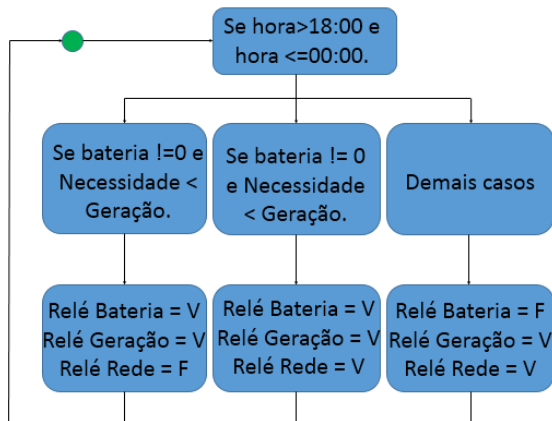 Se hora>18:00 e
hora <=00:00.
Se bateria !=0 e
Necessidade <
Geração.
Se bateria != 0
e Necessidade
< Geração.
Demais casos
Relé Bateria = V
Relé Geração = V
Relé Rede = F
Relé Bateria = V
Relé Geração = V
Relé Rede = V
Relé Bateria = F
Relé Geração = V
Relé Rede = V